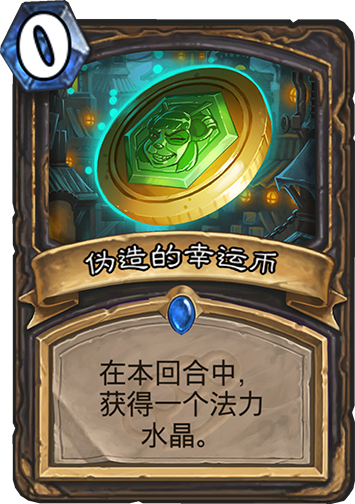 0
伪造的幸运币
在本回合中，
获得一个法力
水晶。